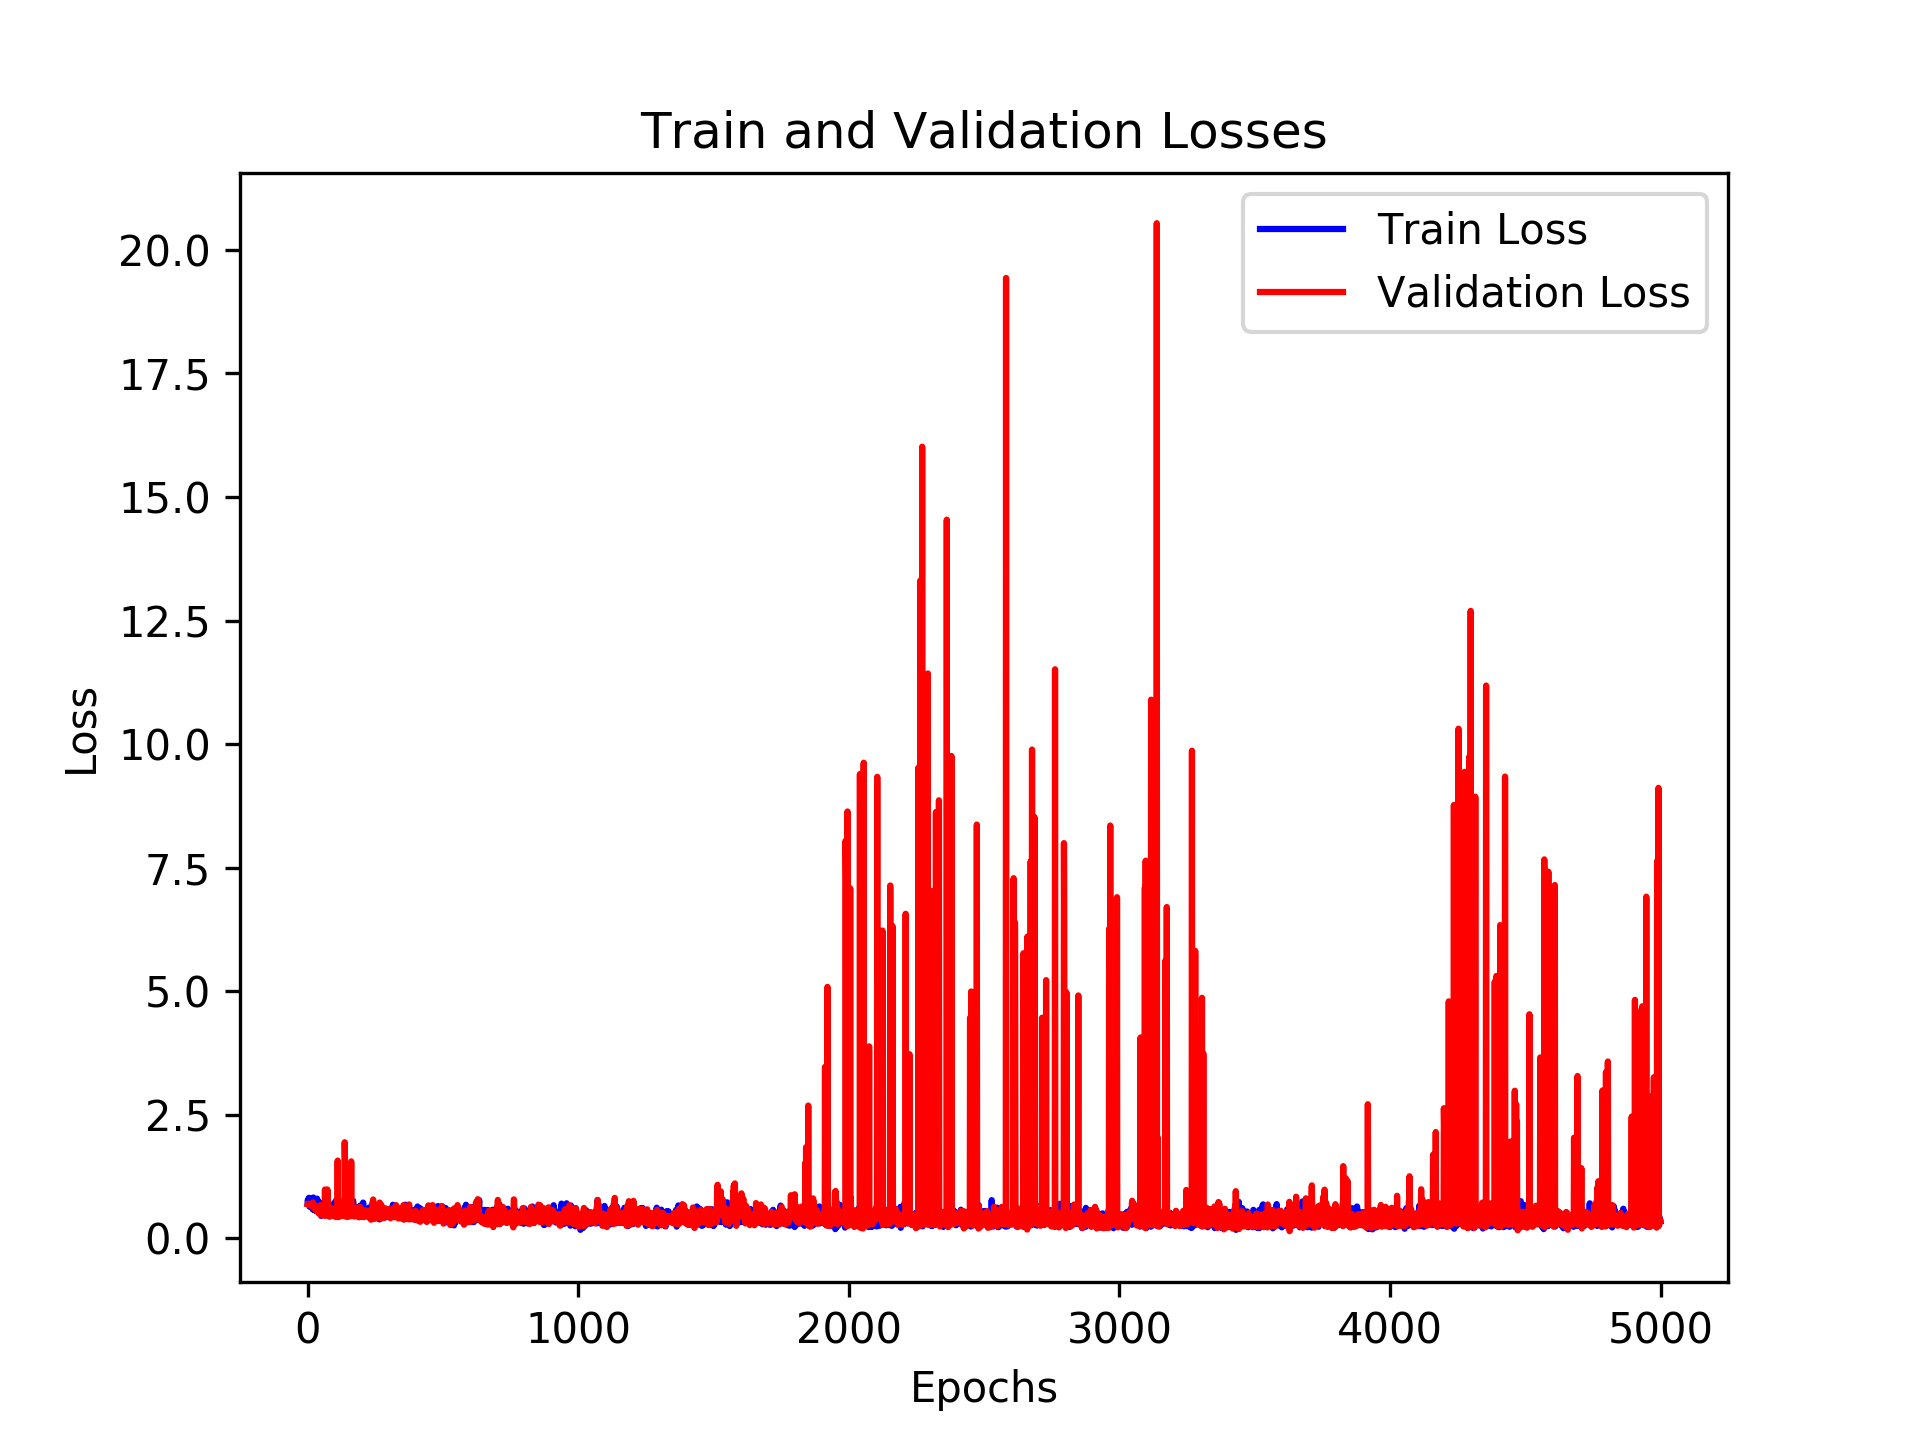 Train and Validation Losses
Train Loss
Validation Loss
20.0
17.5
15.0
12.5
10.0
7.5
5.0
2.5
0.0
Loss
0 1000 2000 3000 4000 5000
Epochs